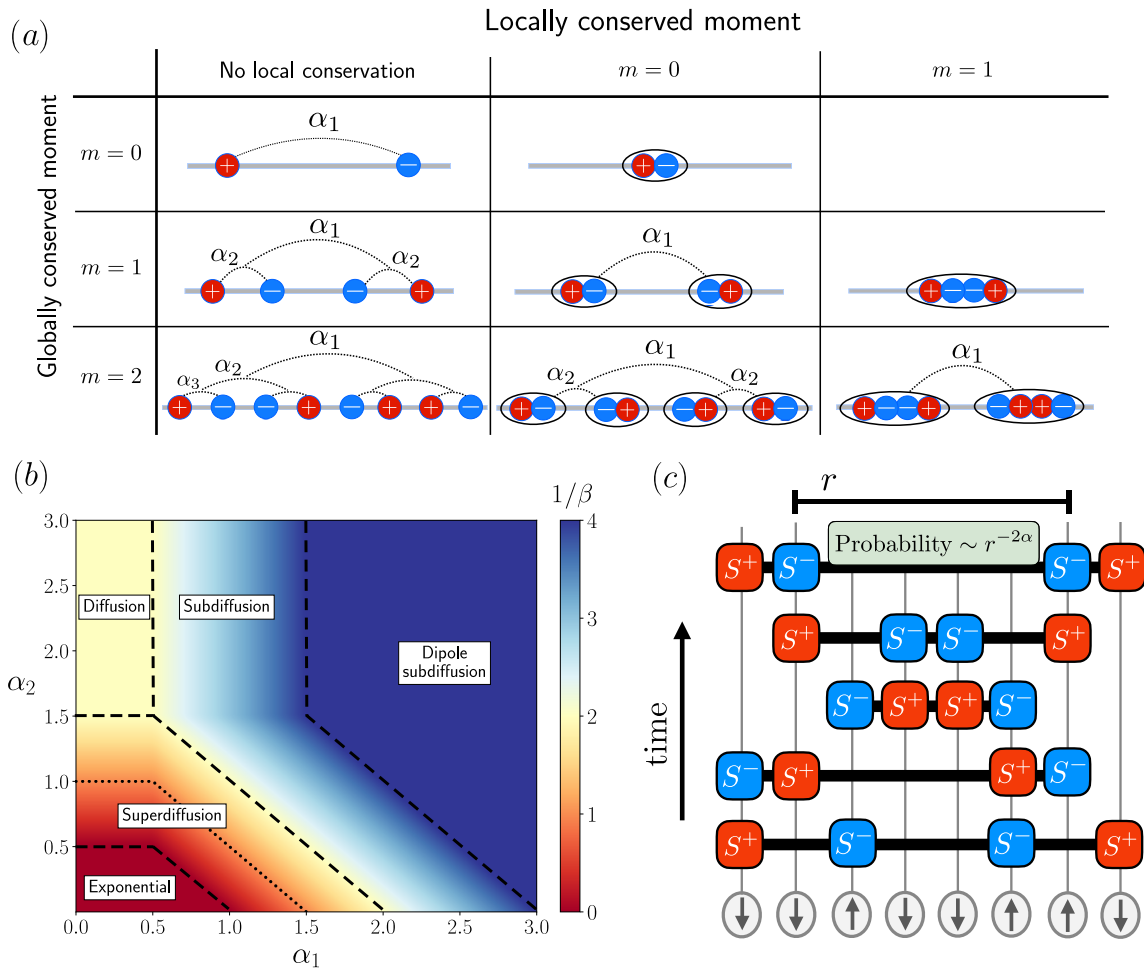 (a)
Locally conserved moment
No local conservation
m = 0
m = 1
Globally conserved moment
m = 0
α₁
+ −
+ −
m = 1
α₁
α₂ α₂
+ − − +
α₁
+ − − +
+ − − +
m = 2
α₁
α₃ α₂
+ − − + − + + −
α₁
α₂ α₂
+ − − + − + + −
α₁
+ − − + − + + −
(b)
1/β
3.0
2.5
2.0
1.5
1.0
0.5
α₂
Diffusion
Subdiffusion
Dipole
subdiffusion
Superdiffusion
Exponential
0.0 0.5 1.0 1.5 2.0 2.5 3.0
α₁
4
3
2
1
0
(c)
r
Probability ∼ r⁻²ᵅ
S⁺ S⁻ S⁻ S⁺
S⁺ S⁻ S⁻ S⁺
S⁻ S⁺ S⁺ S⁻
S⁻ S⁺ S⁺ S⁻
S⁺ S⁻ S⁻ S⁺
time